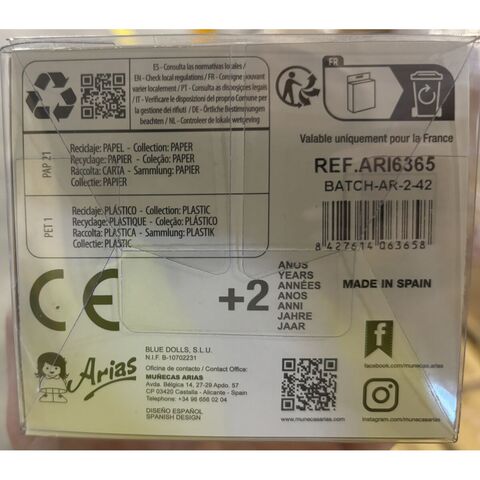 ES - Consulta las normativas locales /
EN - Check local regulations / FR - Consigne pouvant
varier localement / PT - Consulte as disposiçoes legais
/ IT - Verificare le disposizioni del proprio Comune per
la gestione dei rifiuti / DE - Örtliche Bestimmungen
beachten / NL - Controleer de lokale wetgeving
PAP 21
Reciclaje: PAPEL - Collection: PAPER
Recyclage: PAPIER - Coleção: PAPER
Raccolta: CARTA - Sammlung: PAPIER
Collectie: PAPIER
PET 1
Reciclaje: PLÁSTICO - Collection: PLASTIC
Recyclage: PLASTIQUE - Coleção: PLÁSTICO
Raccolta: PLASTICA - Sammlung: PLASTIK
Collectie: PLASTIC
FR
Valable uniquement pour la France
REF.ARI6365
BATCH-AR-2-42
8 427614 063658
CE
+2
AÑOS
YEARS
ANNÉES
ANOS
ANNI
JAHRE
JAAR
MADE IN SPAIN
Arias
BLUE DOLLS, S.L.U.
N.I.F. B-10702231
Oficina de contacto / Contact Office:
MUÑECAS ARIAS
Avda. Bélgica 14, 27-29 Apdo. 57
CP 03420 Castalla - Alicante - Spain
Telephone: +34 96 656 02 04
DISEÑO ESPAÑOL
SPANISH DESIGN
www.munecasarias.com
facebook.com/munecas.arias
instagram.com/munecasarias